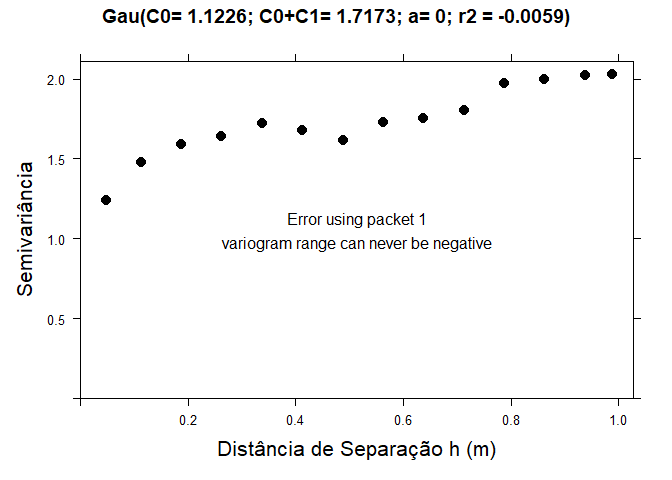 Gau(C0= 1.1226; C0+C1= 1.7173; a= 0; r2 = -0.0059)
2.0
1.5
1.0
0.5
Semivariância
Error using packet 1
variogram range can never be negative
0.2 0.4 0.6 0.8 1.0
Distância de Separação h (m)